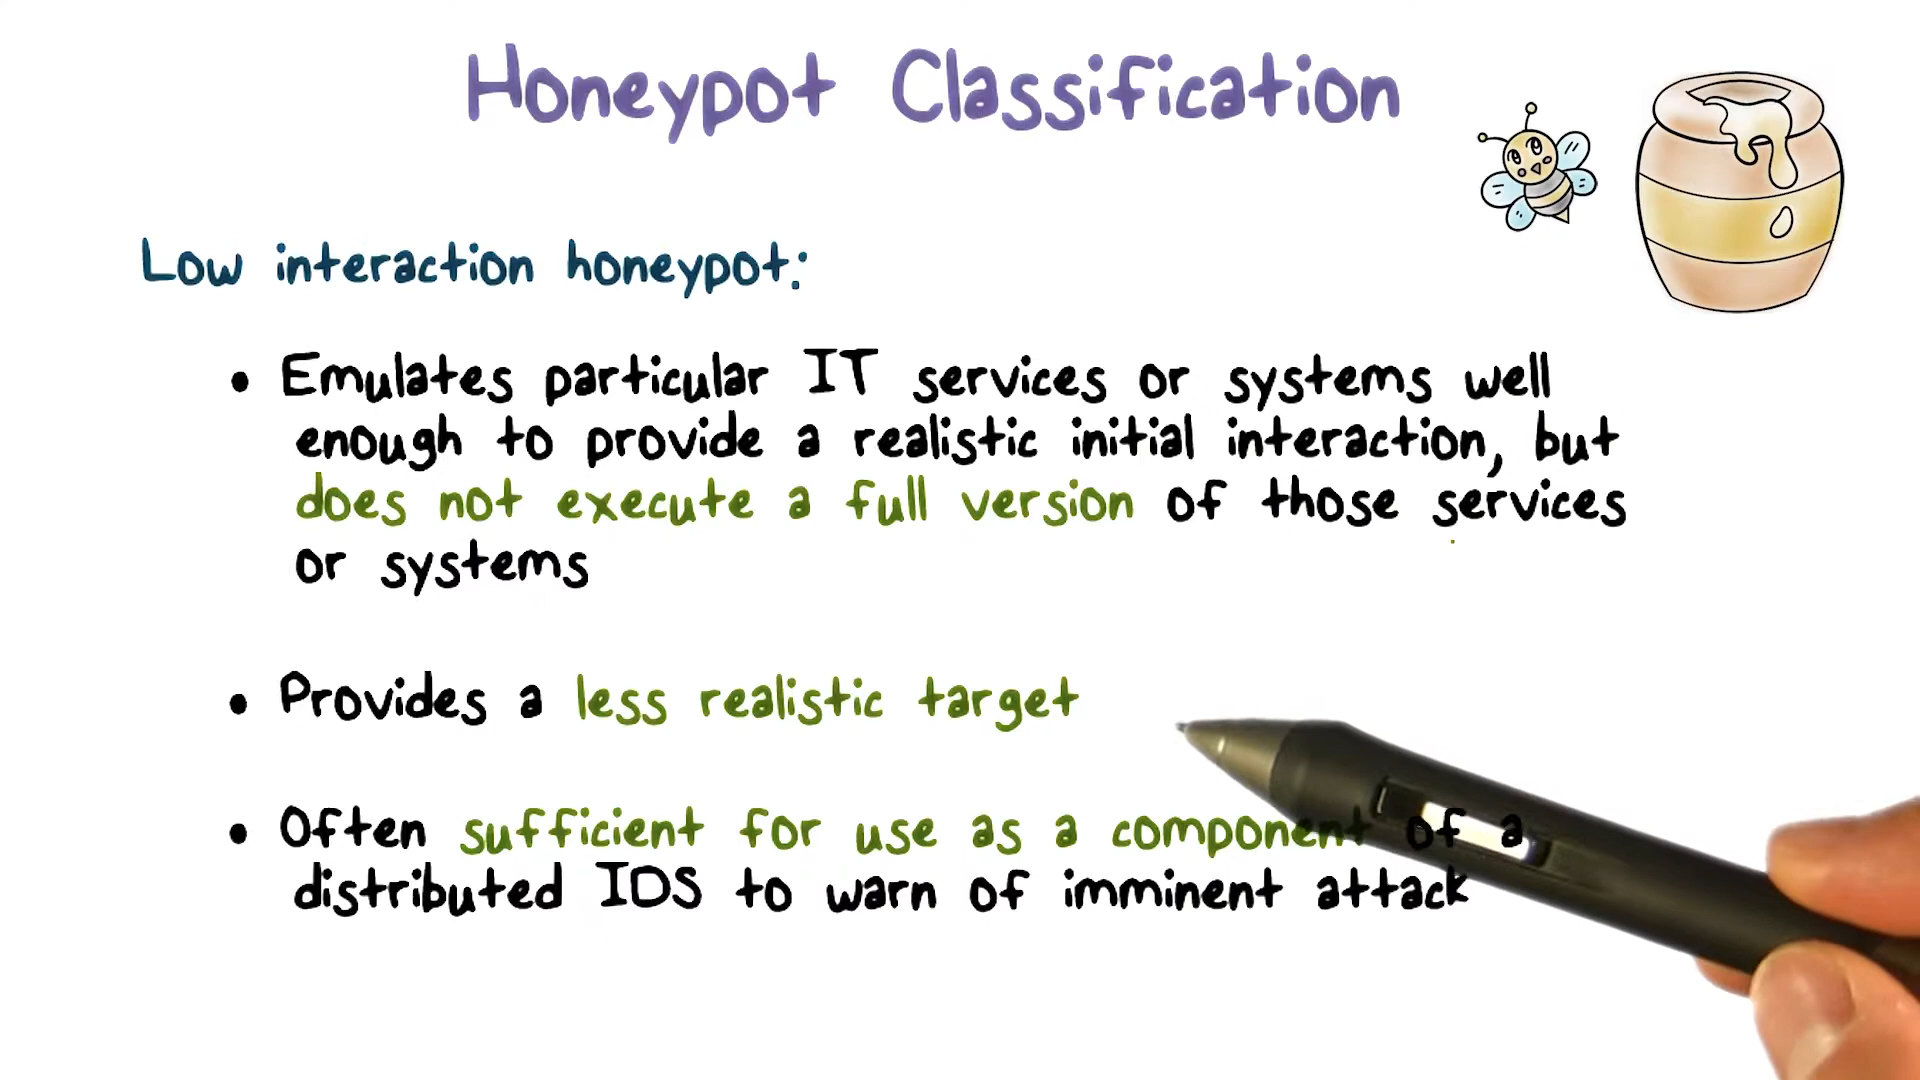 Honeypot Classification
Low interaction honeypot:
• Emulates particular IT services or systems well
enough to provide a realistic initial interaction, but
does not execute a full version of those services
or systems
• Provides a less realistic target
• Often sufficient for use as a component of a
distributed IDS to warn of imminent attack